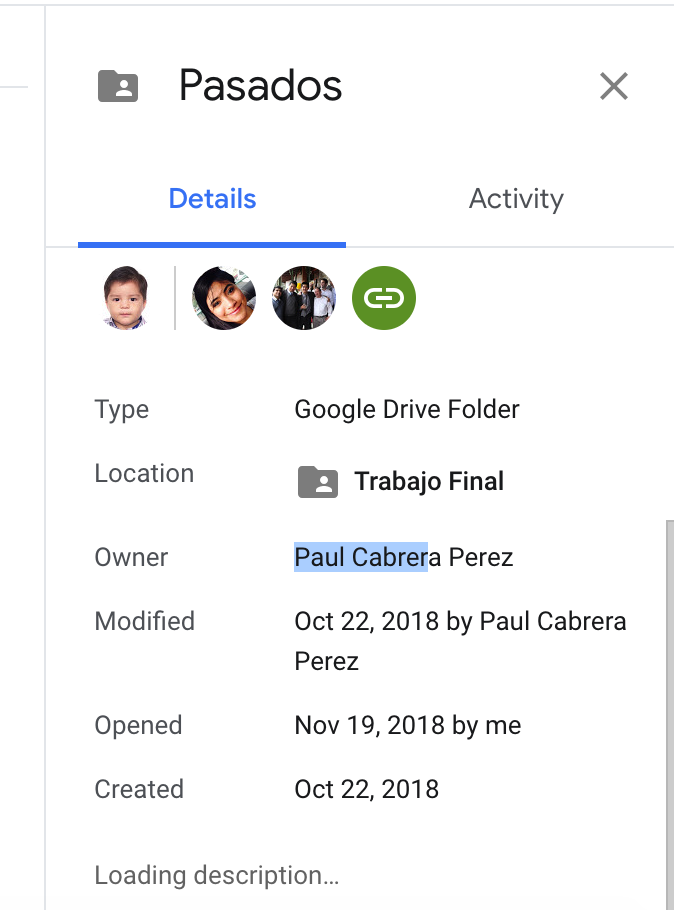 Pasados
Details
Activity
Type
Google Drive Folder
Location
Trabajo Final
Owner
Paul Cabrera Perez
Modified
Oct 22, 2018 by Paul Cabrera
Perez
Opened
Nov 19, 2018 by me
Created
Oct 22, 2018
Loading description...